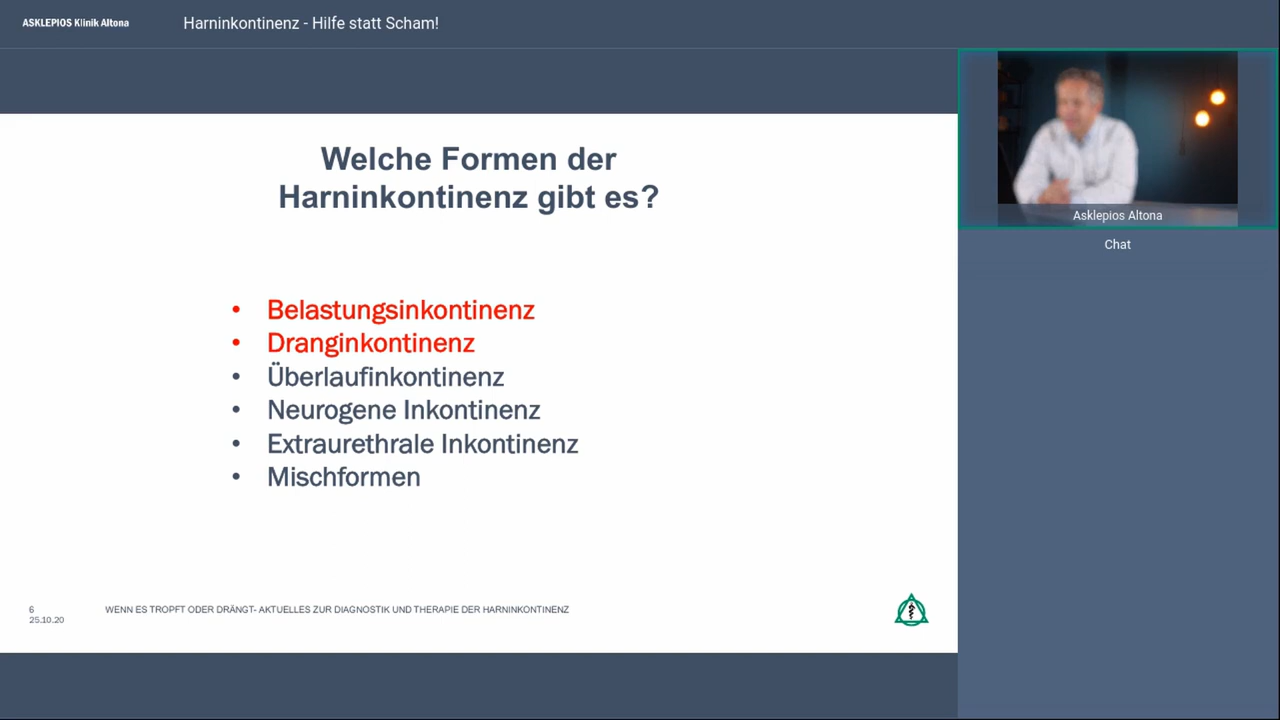 ASKLEPIOS Klinik Altona
Harninkontinenz - Hilfe statt Scham!
Welche Formen der
Harninkontinenz gibt es?
• Belastungsinkontinenz
• Dranginkontinenz
• Überlaufinkontinenz
• Neurogene Inkontinenz
• Extraurethrale Inkontinenz
• Mischformen
6
25.10.20
WENN ES TROPFT ODER DRÄNGT- AKTUELLES ZUR DIAGNOSTIK UND THERAPIE DER HARNINKONTINENZ
Asklepios Altona
Chat